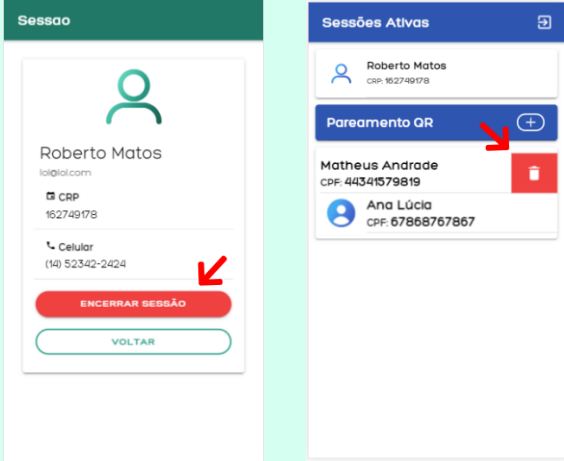 Sessao
Roberto Matos
lol@lol.com
CRP
162749178
Celular
(14) 52342-2424
ENCERRAR SESSÃO
VOLTAR
Sessões Ativas
Roberto Matos
CRP: 162749178
Pareamento QR
Matheus Andrade
CPF: 44341579819
Ana Lúcia
CPF: 67868767867